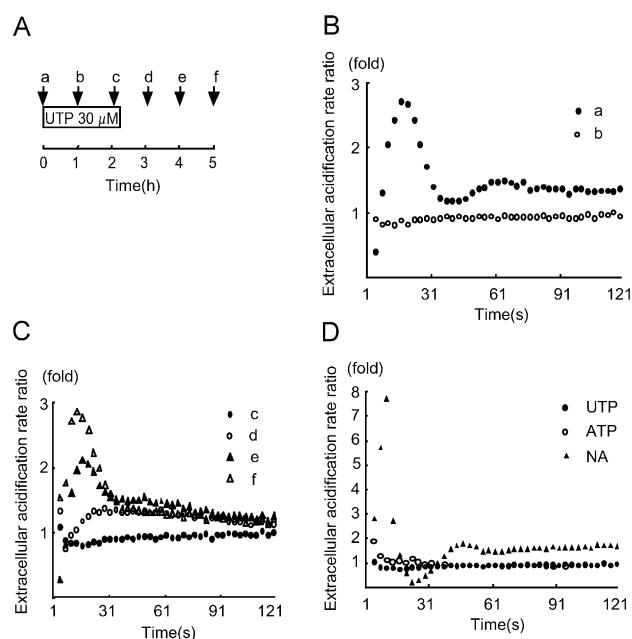 A
a b c d e f
UTP 30 μM
0 1 2 3 4 5
Time(h)
B
(fold)
Extracellular acidification rate ratio
3
2
1
a
b
1 31 61 91 121
Time(s)
C
(fold)
Extracellular acidification rate ratio
3
2
1
c
d
e
f
1 31 61 91 121
Time(s)
D
(fold)
Extracellular acidification rate ratio
8
7
6
5
4
3
2
1
UTP
ATP
NA
1 31 61 91 121
Time(s)